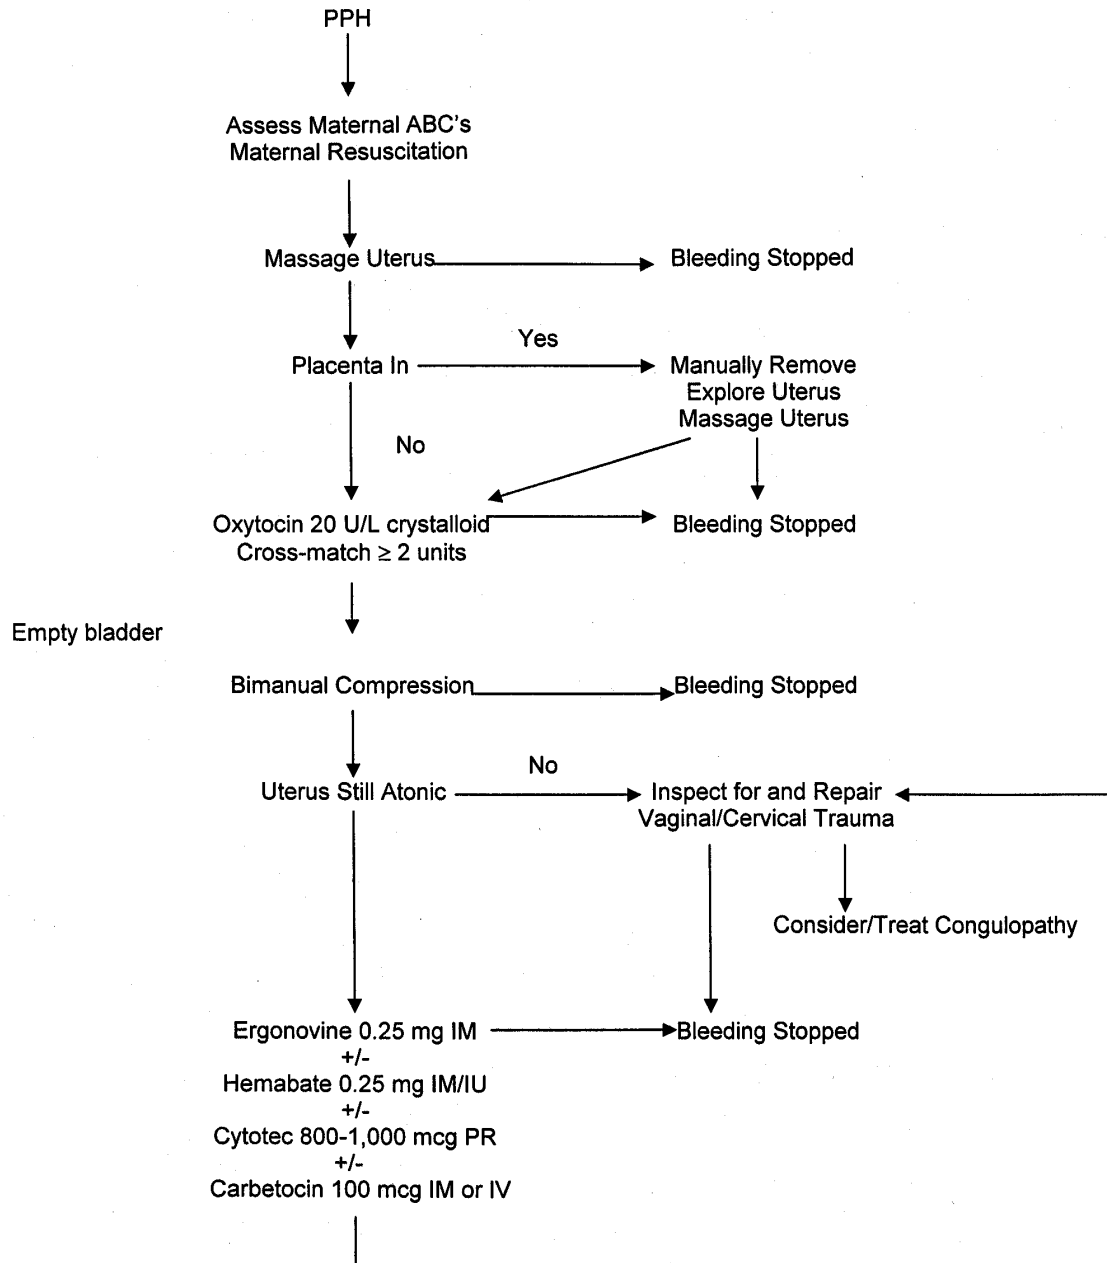 PPH
Assess Maternal ABC's
Maternal Resuscitation
Massage Uterus
Bleeding Stopped
Yes
Placenta In
Manually Remove
Explore Uterus
Massage Uterus
No
Oxytocin 20 U/L crystalloid
Cross-match ≥ 2 units
Bleeding Stopped
Empty bladder
Bimanual Compression
Bleeding Stopped
No
Uterus Still Atonic
Inspect for and Repair
Vaginal/Cervical Trauma
Consider/Treat Congulopathy
Ergonovine 0.25 mg IM
Bleeding Stopped
+/-
Hemabate 0.25 mg IM/IU
+/-
Cytotec 800-1,000 mcg PR
+/-
Carbetocin 100 mcg IM or IV